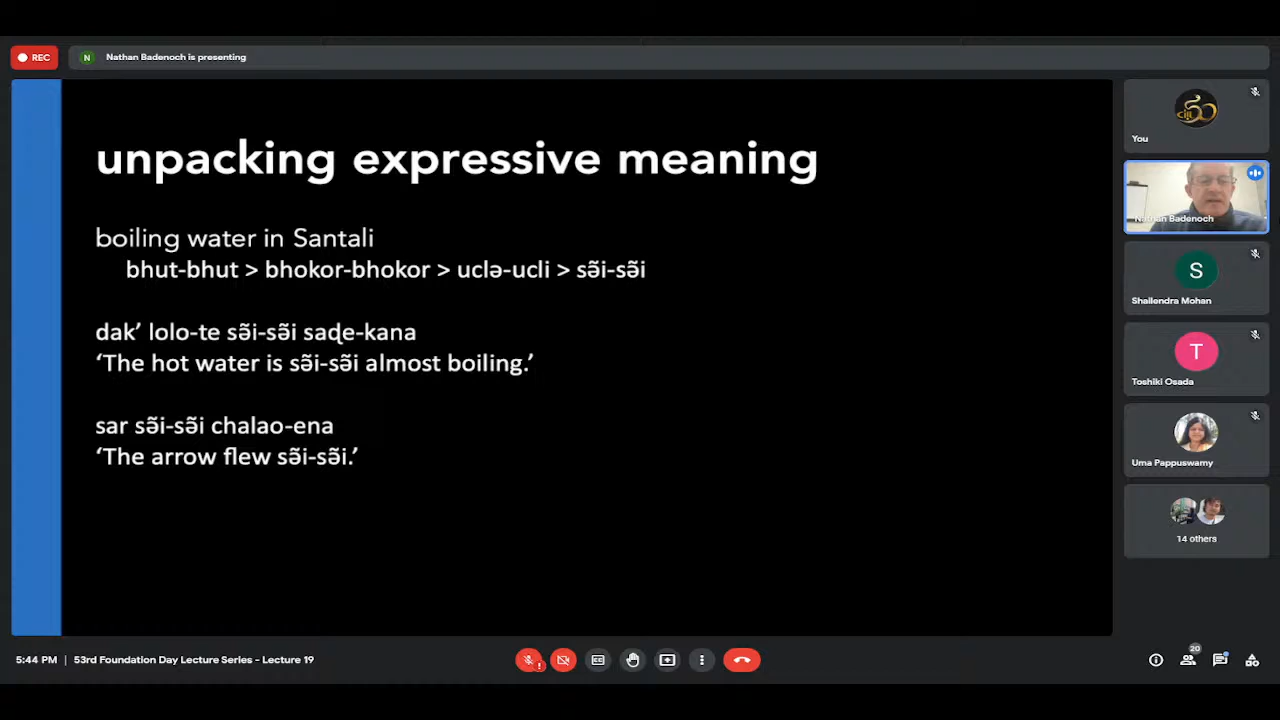 REC
N
Nathan Badenoch is presenting
unpacking expressive meaning
boiling water in Santali
bhut-bhut > bhokor-bhokor > uclə-ucli > sə̃i-sə̃i
dak’ lolo-te sə̃i-sə̃i saɖe-kana
‘The hot water is sə̃i-sə̃i almost boiling.’
sar sə̃i-sə̃i chalao-ena
‘The arrow flew sə̃i-sə̃i.’
You
Nathan Badenoch
S
Shailendra Mohan
T
Toshiki Osada
Uma Pappuswamy
14 others
5:44 PM | 53rd Foundation Day Lecture Series - Lecture 19
20